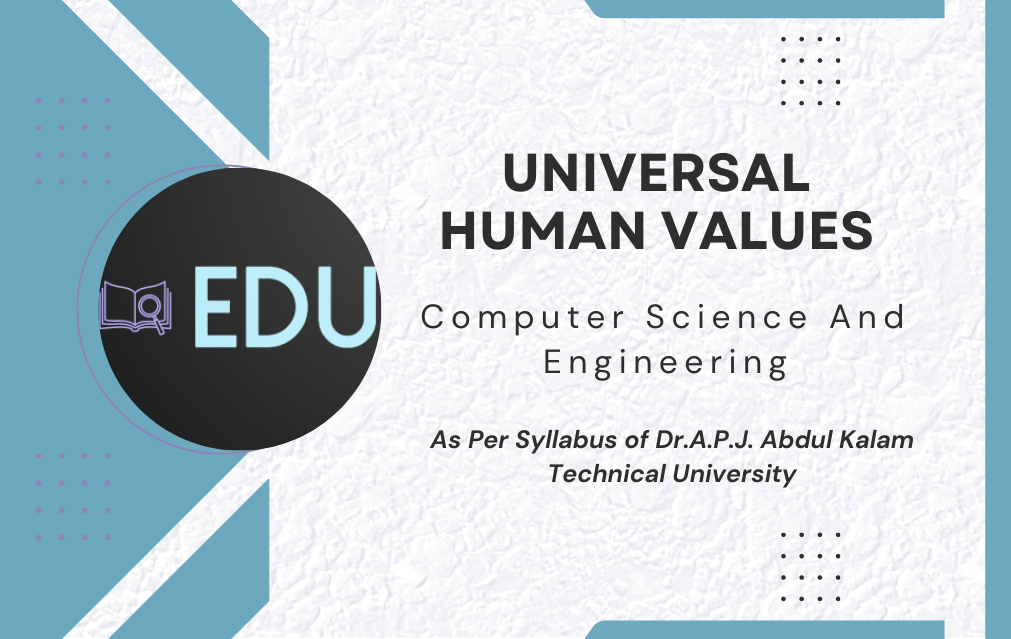 EDU
UNIVERSAL
HUMAN VALUES
Computer Science And
Engineering
As Per Syllabus of Dr.A.P.J. Abdul Kalam
Technical University